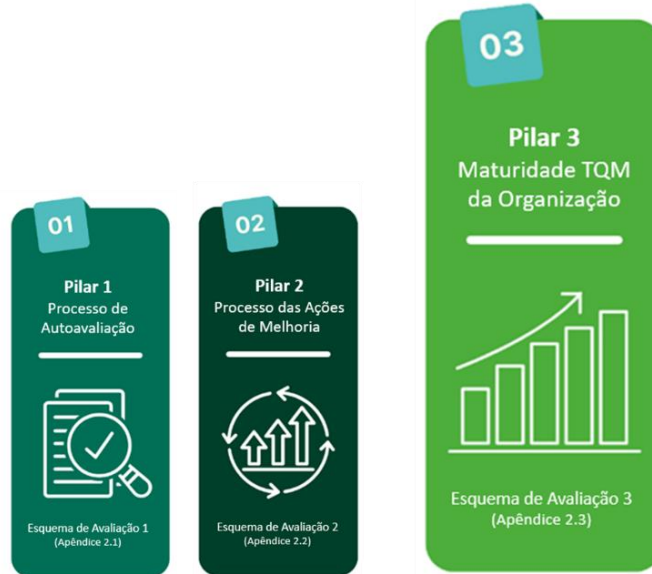 01
Pilar 1
Processo de
Autoavaliação
Esquema de Avaliação 1
(Apêndice 2.1)
02
Pilar 2
Processo das Ações
de Melhoria
Esquema de Avaliação 2
(Apêndice 2.2)
03
Pilar 3
Maturidade TQM
da Organização
Esquema de Avaliação 3
(Apêndice 2.3)